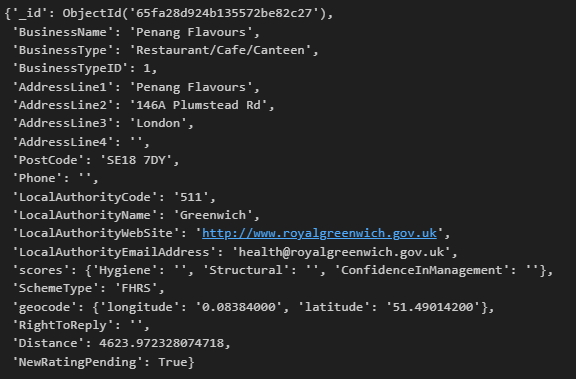 {'_id': ObjectId('65fa28d924b135572be82c27'),
'BusinessName': 'Penang Flavours',
'BusinessType': 'Restaurant/Cafe/Canteen',
'BusinessTypeID': 1,
'AddressLine1': 'Penang Flavours',
'AddressLine2': '146A Plumstead Rd',
'AddressLine3': 'London',
'AddressLine4': '',
'PostCode': 'SE18 7DY',
'Phone': '',
'LocalAuthorityCode': '511',
'LocalAuthorityName': 'Greenwich',
'LocalAuthorityWebSite': 'http://www.royalgreenwich.gov.uk',
'LocalAuthorityEmailAddress': 'health@royalgreenwich.gov.uk',
'scores': {'Hygiene': '', 'Structural': '', 'ConfidenceInManagement': ''},
'SchemeType': 'FHRS',
'geocode': {'longitude': '0.08384000', 'latitude': '51.49014200'},
'RightToReply': '',
'Distance': 4623.972328074718,
'NewRatingPending': True}